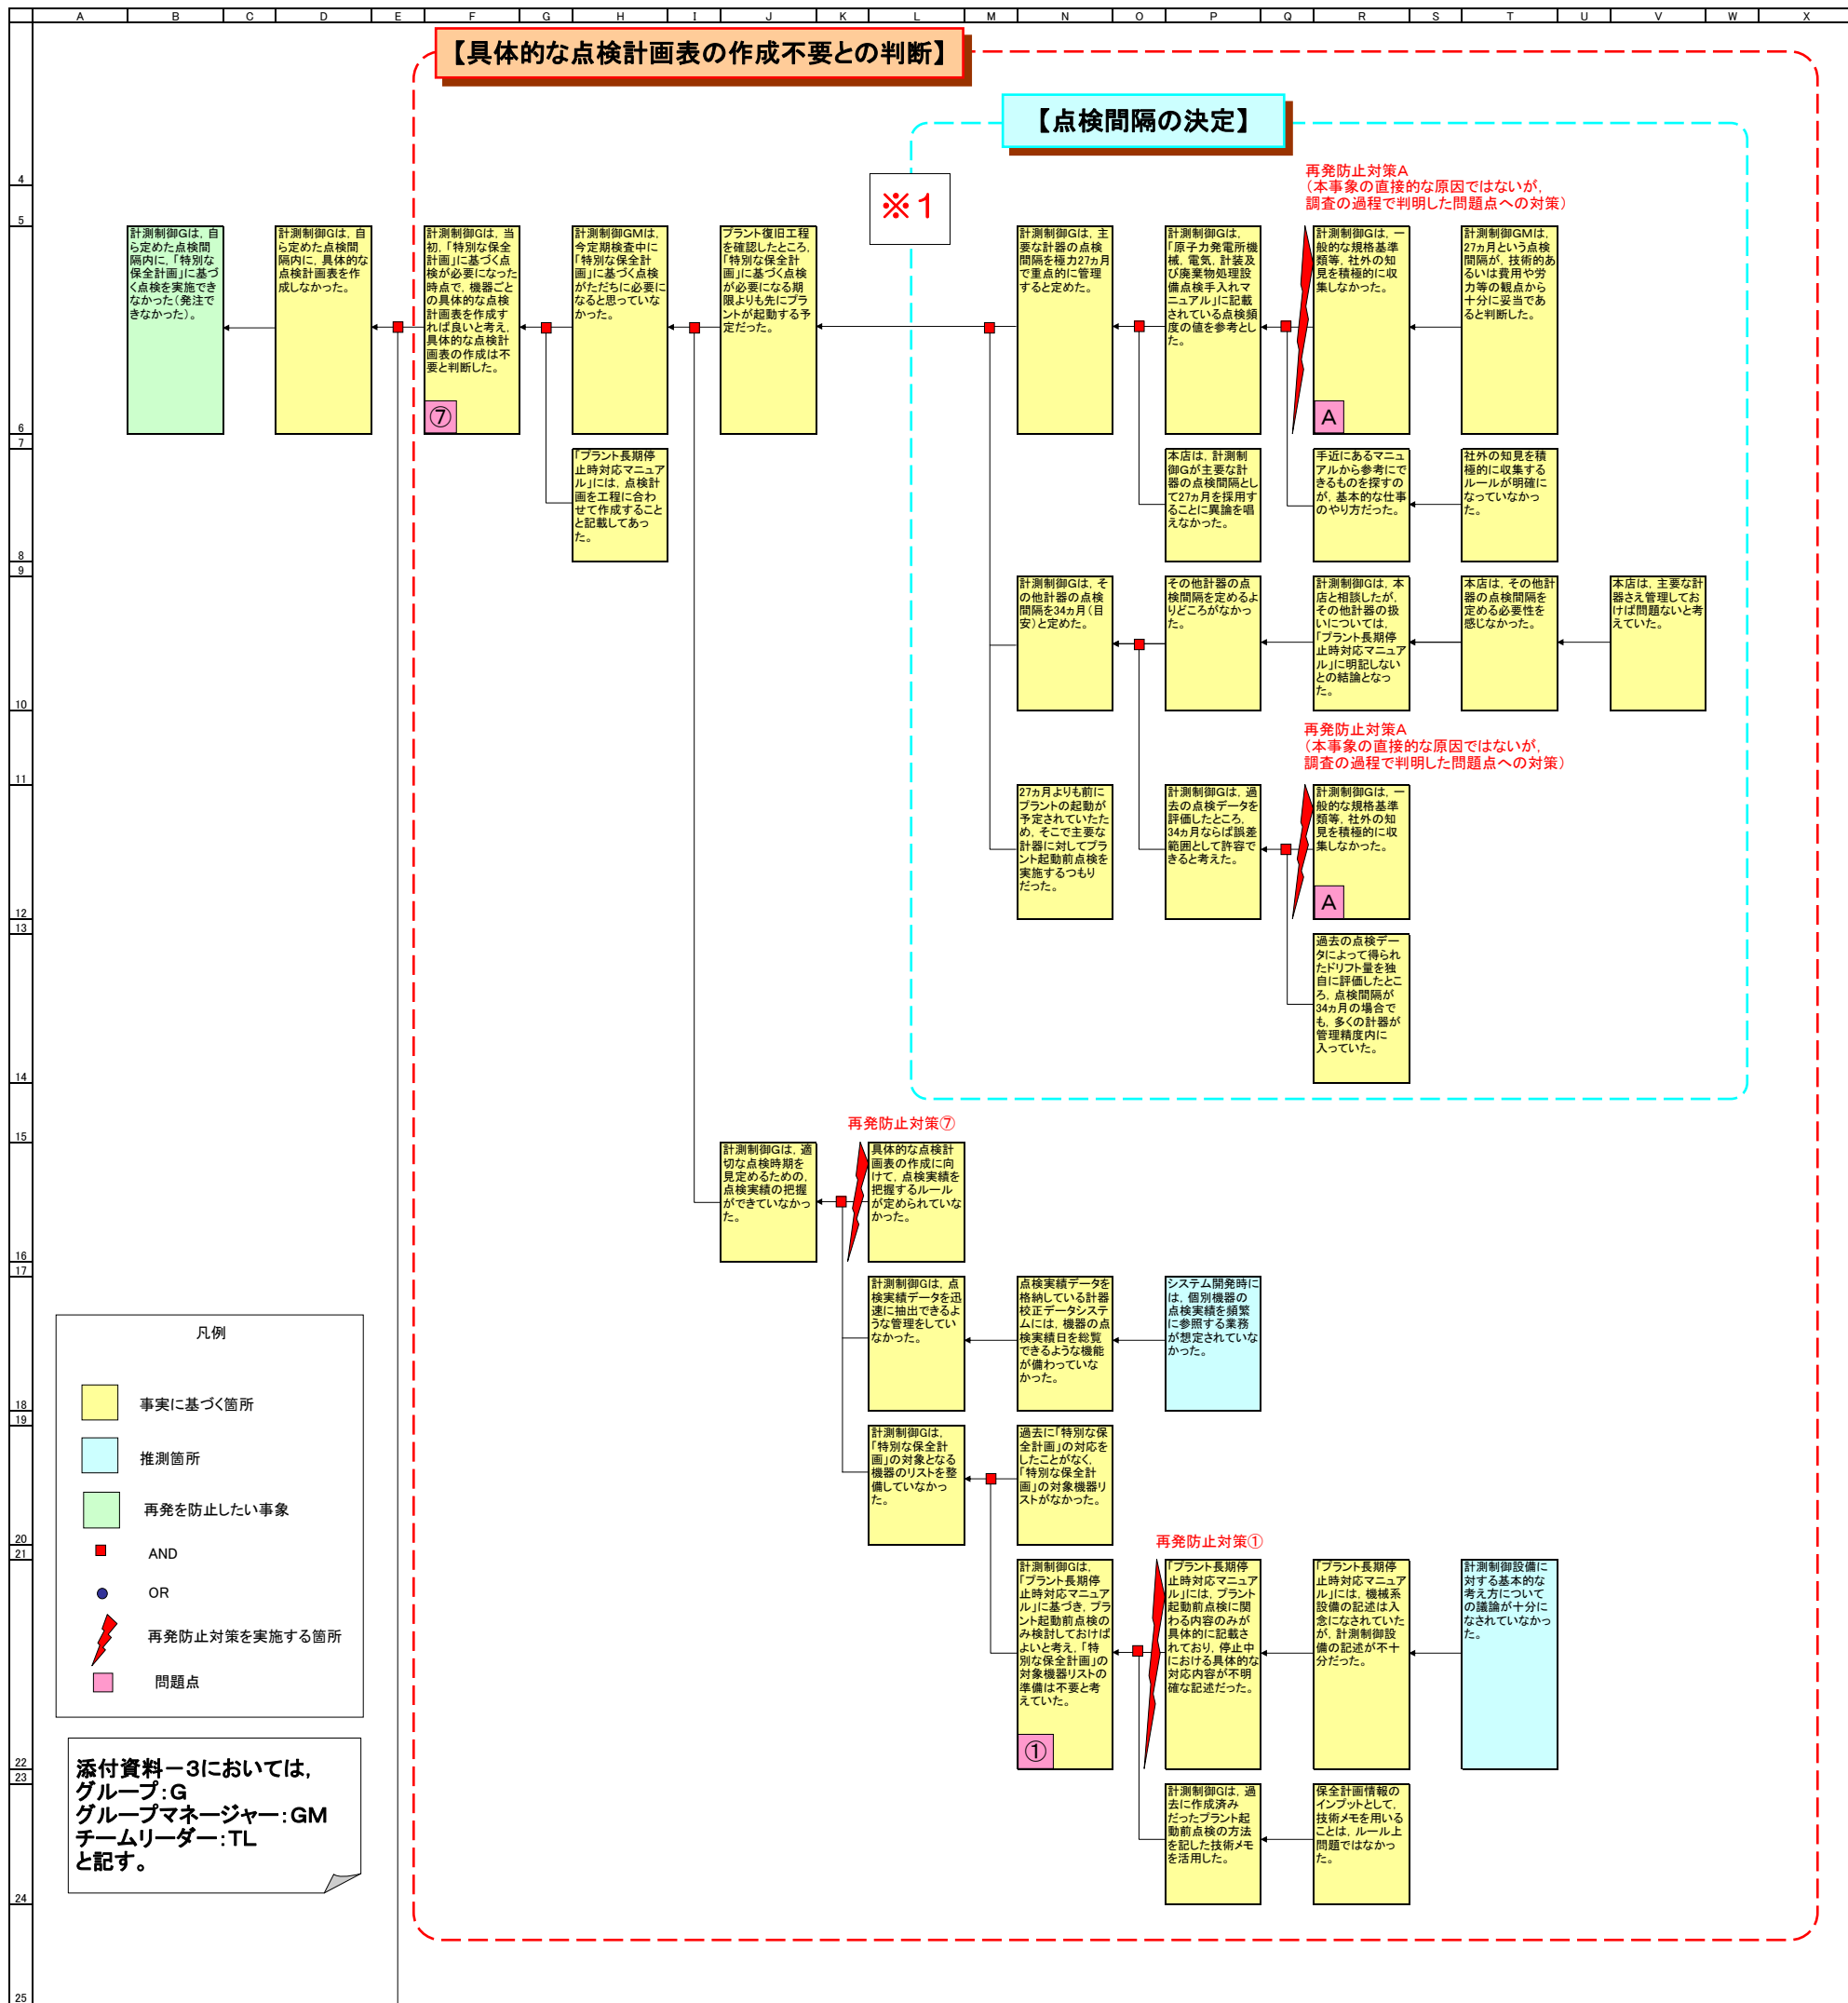 A B C D E F G H I J K L M N O P Q R S T U V W X
【具体的な点検計画表の作成不要との判断】
【点検間隔の決定】
※1
再発防止対策A
（本事象の直接的な原因ではないが，
調査の過程で判明した問題点への対策）
4
5
計測制御Gは，自
ら定めた点検間
隔内に，「特別な
保全計画」に基づ
く点検を実施でき
なかった（発注で
きなかった）。
計測制御Gは，自
ら定めた点検間
隔内に，具体的な
点検計画表を作
成しなかった。
計測制御Gは，当
初，「特別な保全
計画」に基づく点
検が必要になった
時点で，機器ごと
の具体的な点検
計画表を作成す
れば良いと考え，
具体的な点検計
画表の作成は不
要と判断した。
⑦
計測制御GMは，
今定期検査中に
「特別な保全計
画」に基づく点検
がただちに必要に
なると思っていな
かった。
プラント復旧工程
を確認したところ，
「特別な保全計
画」に基づく点検
が必要になる期
限よりも先にプラ
ントが起動する予
定だった。
計測制御Gは，主
要な計器の点検
間隔を極力27ヵ月
で重点的に管理
すると定めた。
計測制御Gは，
「原子力発電所機
械，電気，計装及
び廃棄物処理設
備点検手入れマ
ニュアル」に記載
されている点検頻
度の値を参考とし
た。
計測制御Gは，一
般的な規格基準
類等，社外の知
見を積極的に収
集しなかった。
A
計測制御GMは，
27ヵ月という点検
間隔が，技術的あ
るいは費用や労
力等の観点から
十分に妥当であ
ると判断した。
6
7
「プラント長期停
止時対応マニュア
ル」には，点検計
画を工程に合わ
せて作成すること
と記載してあっ
た。
本店は，計測制
御Gが主要な計
器の点検間隔とし
て27ヵ月を採用す
ることに異論を唱
えなかった。
手近にあるマニュ
アルから参考にで
きるものを探すの
が，基本的な仕事
のやり方だった。
社外の知見を積
極的に収集する
ルールが明確に
なっていなかっ
た。
8
9
計測制御Gは，そ
の他計器の点検
間隔を34ヵ月（目
安）と定めた。
その他計器の点
検間隔を定めるよ
りどころがなかっ
た。
計測制御Gは，本
店と相談したが，
その他計器の扱
いについては，
「プラント長期停
止時対応マニュア
ル」に明記しない
との結論となっ
た。
本店は，その他計
器の点検間隔を
定める必要性を
感じなかった。
本店は，主要な計
器さえ管理してお
けば問題ないと考
えていた。
10
再発防止対策A
（本事象の直接的な原因ではないが，
調査の過程で判明した問題点への対策）
11
27ヵ月よりも前に
プラントの起動が
予定されていたた
め，そこで主要な
計器に対してプラ
ント起動前点検を
実施するつもり
だった。
計測制御Gは，過
去の点検データを
評価したところ，
34ヵ月ならば誤差
範囲として許容で
きると考えた。
計測制御Gは，一
般的な規格基準
類等，社外の知
見を積極的に収
集しなかった。
A
12
13
過去の点検デー
タによって得られ
たドリフト量を独
自に評価したとこ
ろ，点検間隔が
34ヵ月の場合で
も，多くの計器が
管理精度内に
入っていた。
14
再発防止対策⑦
15
計測制御Gは，適
切な点検時期を
見定めるための，
点検実績の把握
ができていなかっ
た。
具体的な点検計
画表の作成に向
けて，点検実績を
把握するルール
が定められていな
かった。
16
17
計測制御Gは，点
検実績データを迅
速に抽出できるよ
うな管理をしてい
なかった。
点検実績データを
格納している計器
校正データシステ
ムには，機器の点
検実績日を総覧
できるような機能
が備わっていな
かった。
システム開発時に
は，個別機器の
点検実績を頻繁
に参照する業務
が想定されていな
かった。
18
19
計測制御Gは，
「特別な保全計
画」の対象となる
機器のリストを整
備していなかっ
た。
過去に「特別な保
全計画」の対応を
したことがなく，
「特別な保全計
画」の対象機器リ
ストがなかった。
20
再発防止対策①
21
計測制御Gは，
「プラント長期停
止時対応マニュア
ル」に基づき，プラ
ント起動前点検の
み検討しておけば
よいと考え，「特
別な保全計画」の
対象機器リストの
準備は不要と考
えていた。
①
「プラント長期停
止時対応マニュア
ル」には，プラント
起動前点検に関
わる内容のみが
具体的に記載さ
れており，停止中
における具体的な
対応内容が不明
確な記述だった。
「プラント長期停
止時対応マニュア
ル」には，機械系
設備の記述は入
念になされていた
が，計測制御設
備の記述が不十
分だった。
計測制御設備に
対する基本的な
考え方について
の議論が十分に
なされていなかっ
た。
22
23
計測制御Gは，過
去に作成済み
だったプラント起
動前点検の方法
を記した技術メモ
を活用した。
保全計画情報の
インプットとして，
技術メモを用いる
ことは，ルール上
問題ではなかっ
た。
24
25
凡例
事実に基づく箇所
推測箇所
再発を防止したい事象
AND
OR
再発防止対策を実施する箇所
問題点
添付資料－3においては，
グループ：G
グループマネージャー：GM
チームリーダー：TL
と記す。